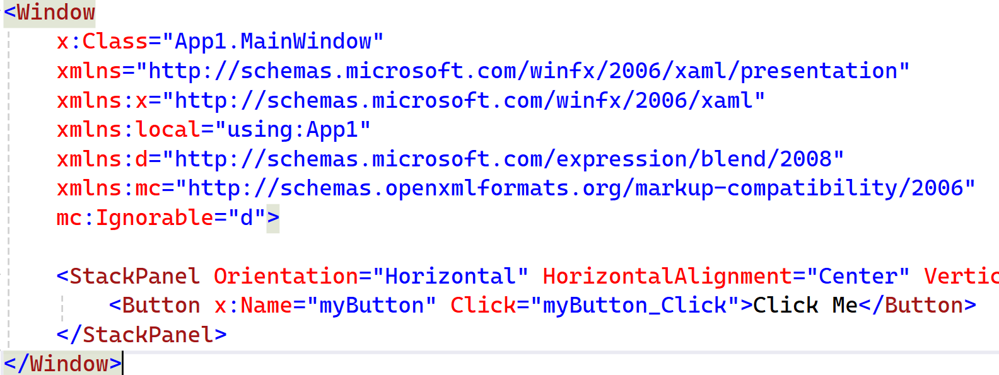 <Window
x:Class="App1.MainWindow"
xmlns="http://schemas.microsoft.com/winfx/2006/xaml/presentation"
xmlns:x="http://schemas.microsoft.com/winfx/2006/xaml"
xmlns:local="using:App1"
xmlns:d="http://schemas.microsoft.com/expression/blend/2008"
xmlns:mc="http://schemas.openxmlformats.org/markup-compatibility/2006"
mc:Ignorable="d">
<StackPanel Orientation="Horizontal" HorizontalAlignment="Center" Vertic
<Button x:Name="myButton" Click="myButton_Click">Click Me</Button>
</StackPanel>
</Window>